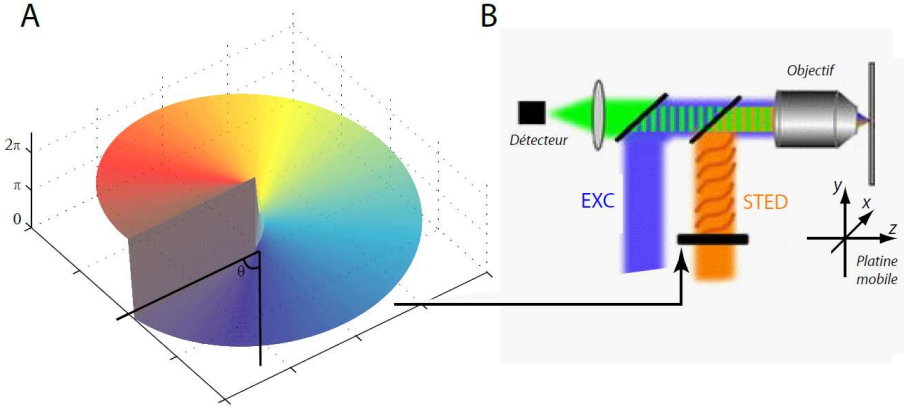 A
2π
π
0
θ
B
Objectif
Détecteur
EXC
STED
y
x
z
Platine
mobile